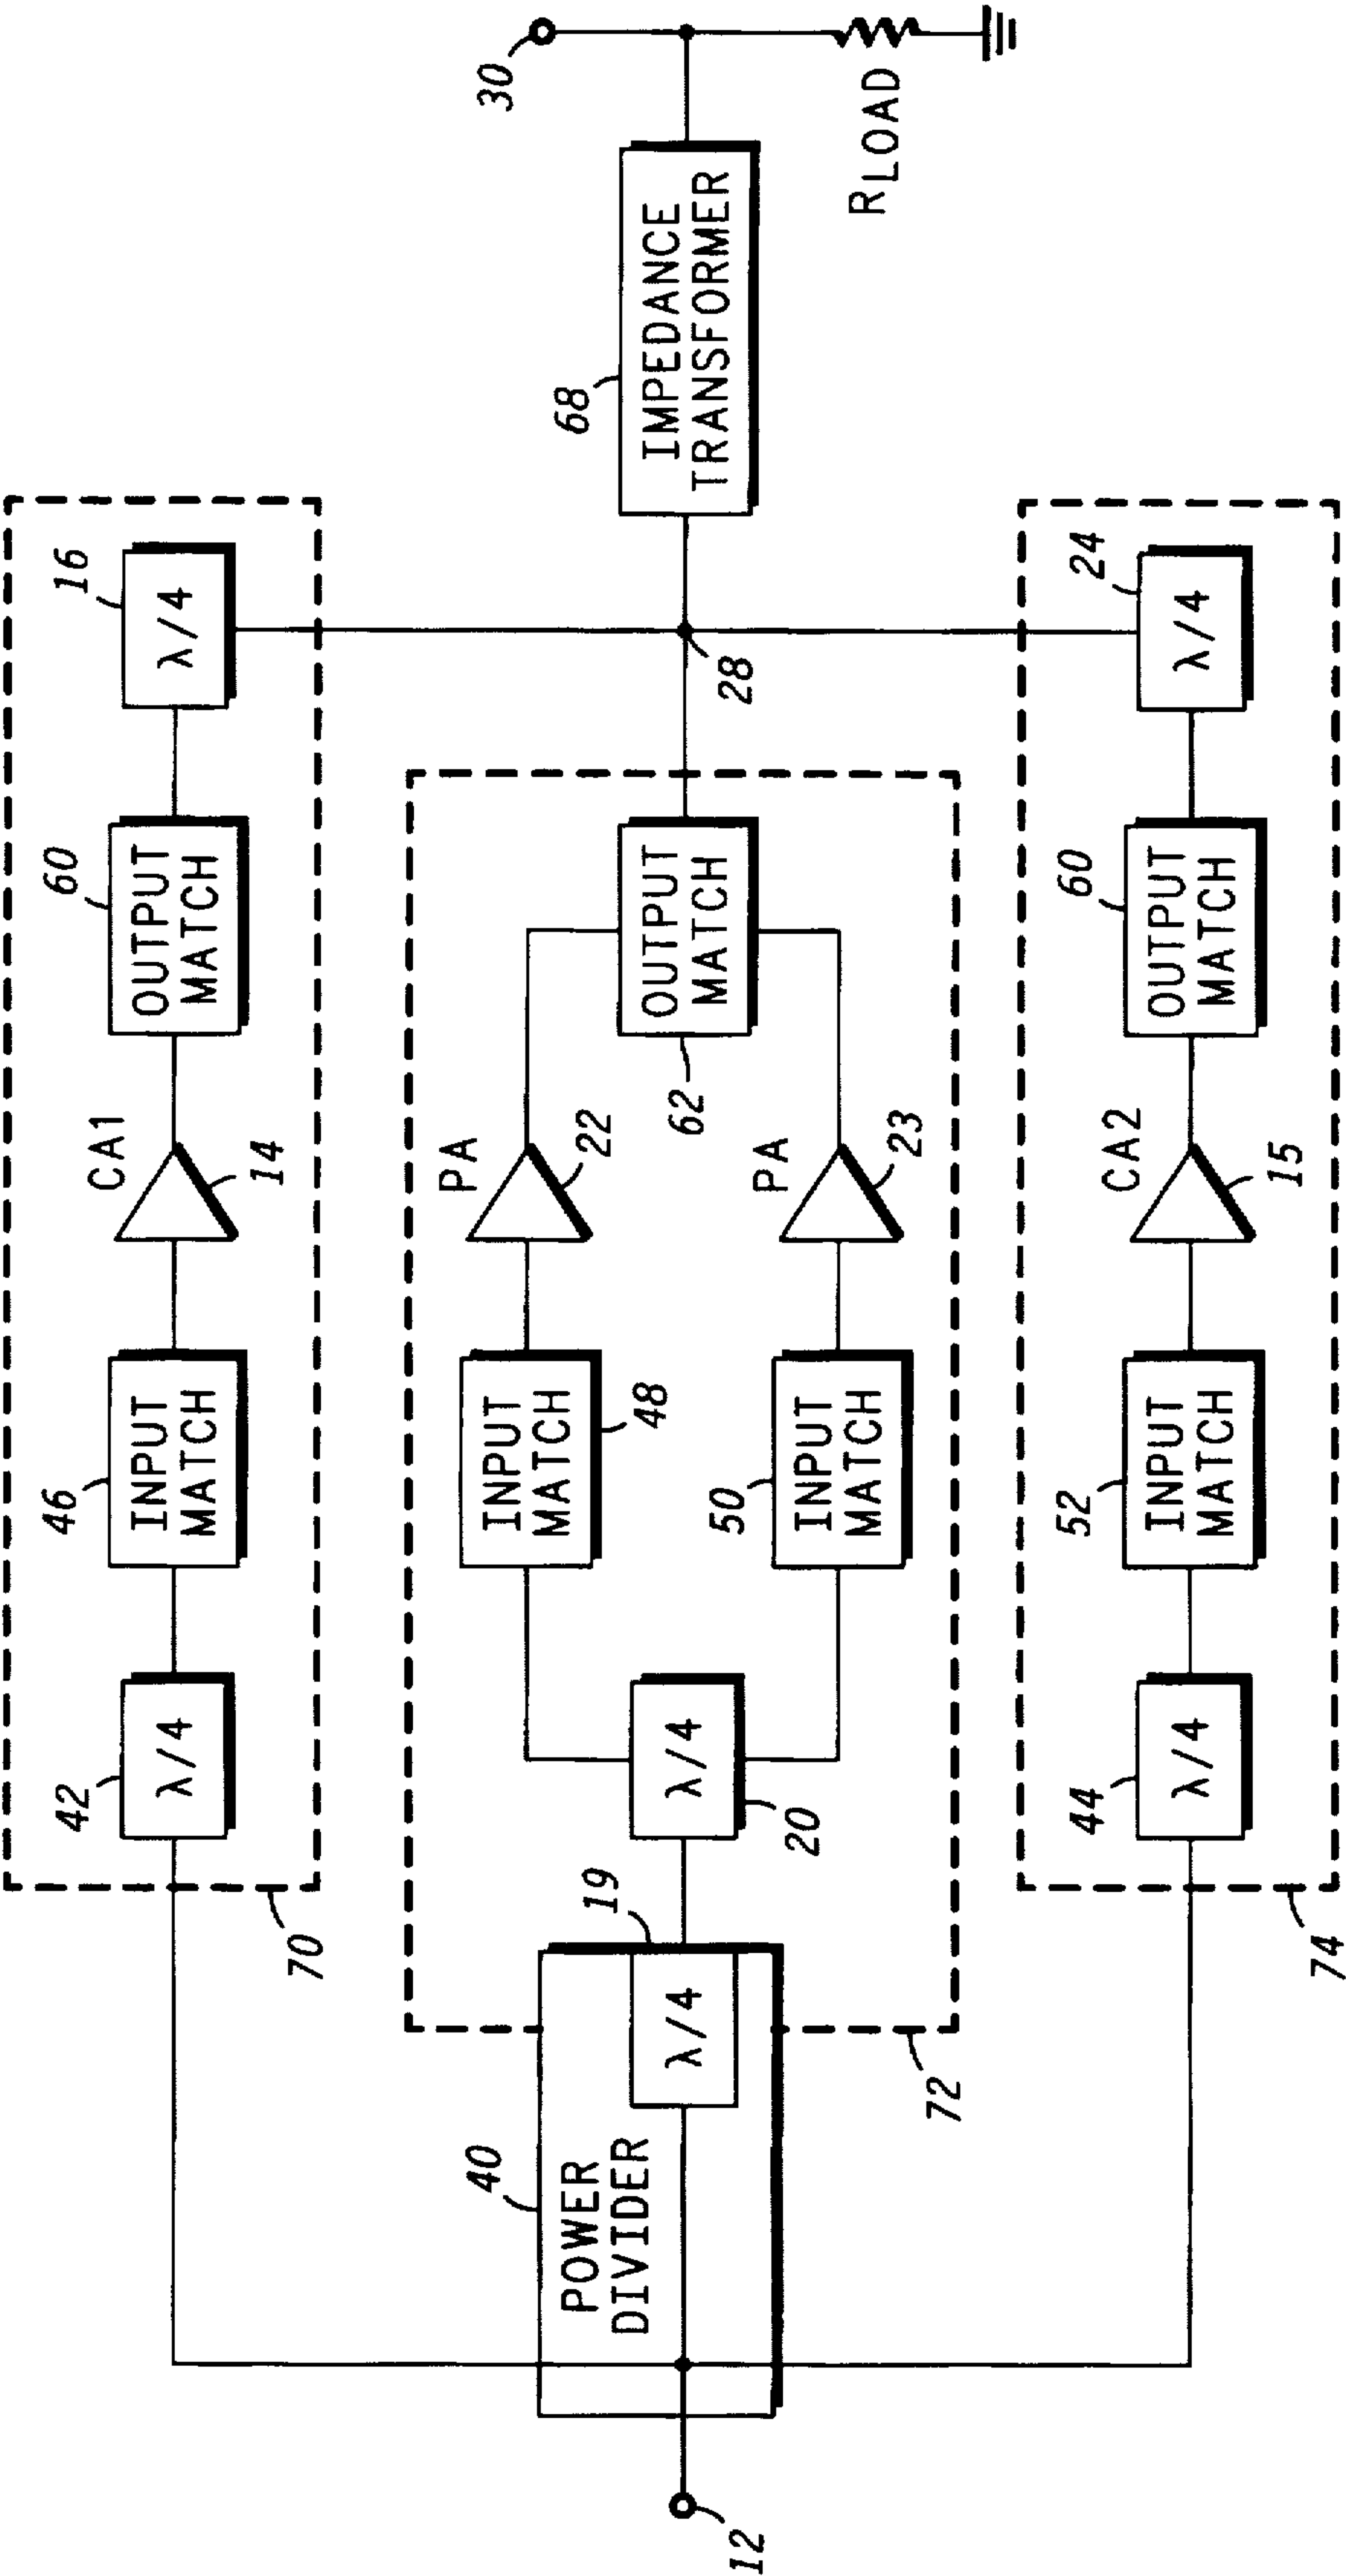 42
λ/4
46
INPUT
MATCH
CA1
14
60
OUTPUT
MATCH
16
λ/4
70
12
40
POWER
DIVIDER
19
λ/4
20
λ/4
INPUT
MATCH
48
PA
22
50
INPUT
MATCH
PA
23
62
OUTPUT
MATCH
72
28
68
IMPEDANCE
TRANSFORMER
30
RLOAD
44
λ/4
52
INPUT
MATCH
CA2
15
60
OUTPUT
MATCH
24
λ/4
74